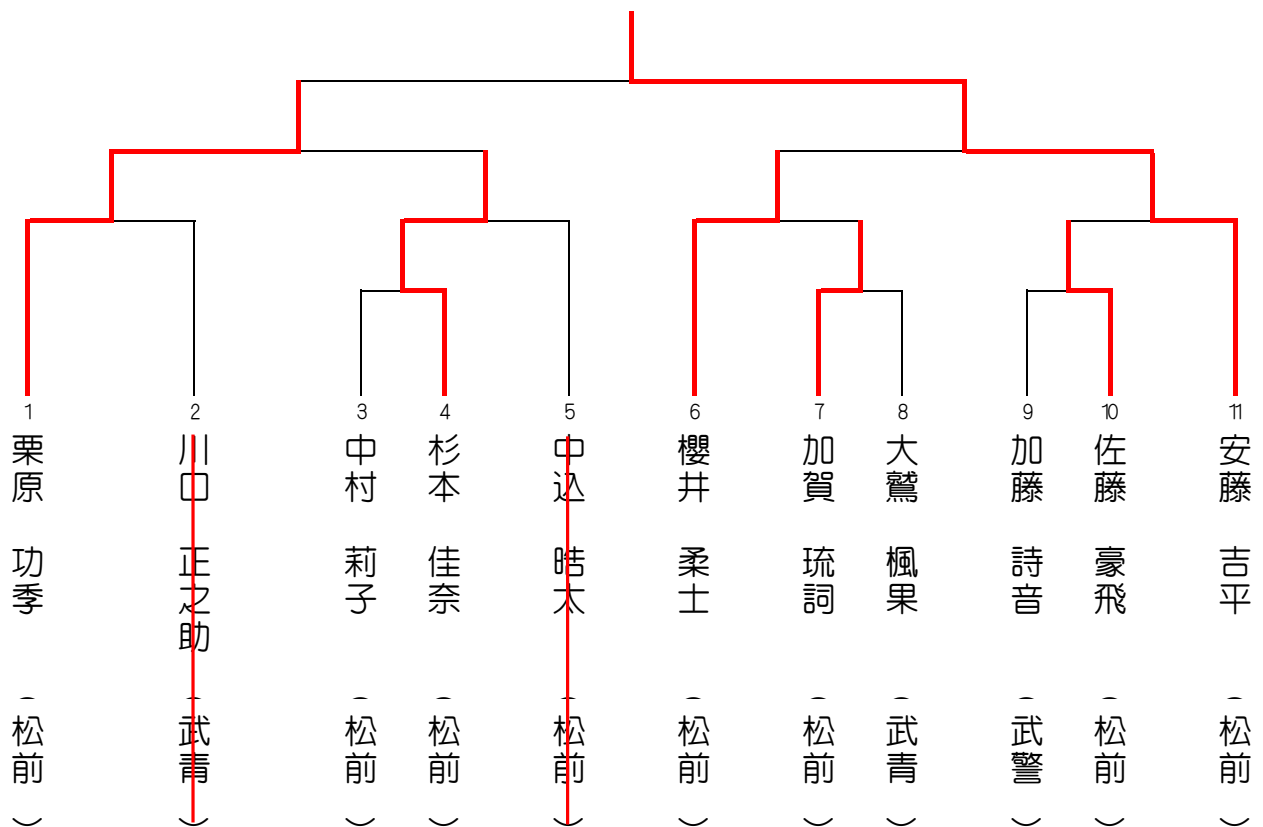 1
栗原 功季 (松前)
2
川口 正之助 (武青)
3
中村 莉子 (松前)
4
杉本 佳奈 (松前)
5
中込 晧太 (松前)
6
櫻井 柔士 (松前)
7
加賀 琉詞 (松前)
8
大鷲 楓果 (武青)
9
加藤 詩音 (武警)
10
佐藤 豪飛 (松前)
11
安藤 吉平 (松前)